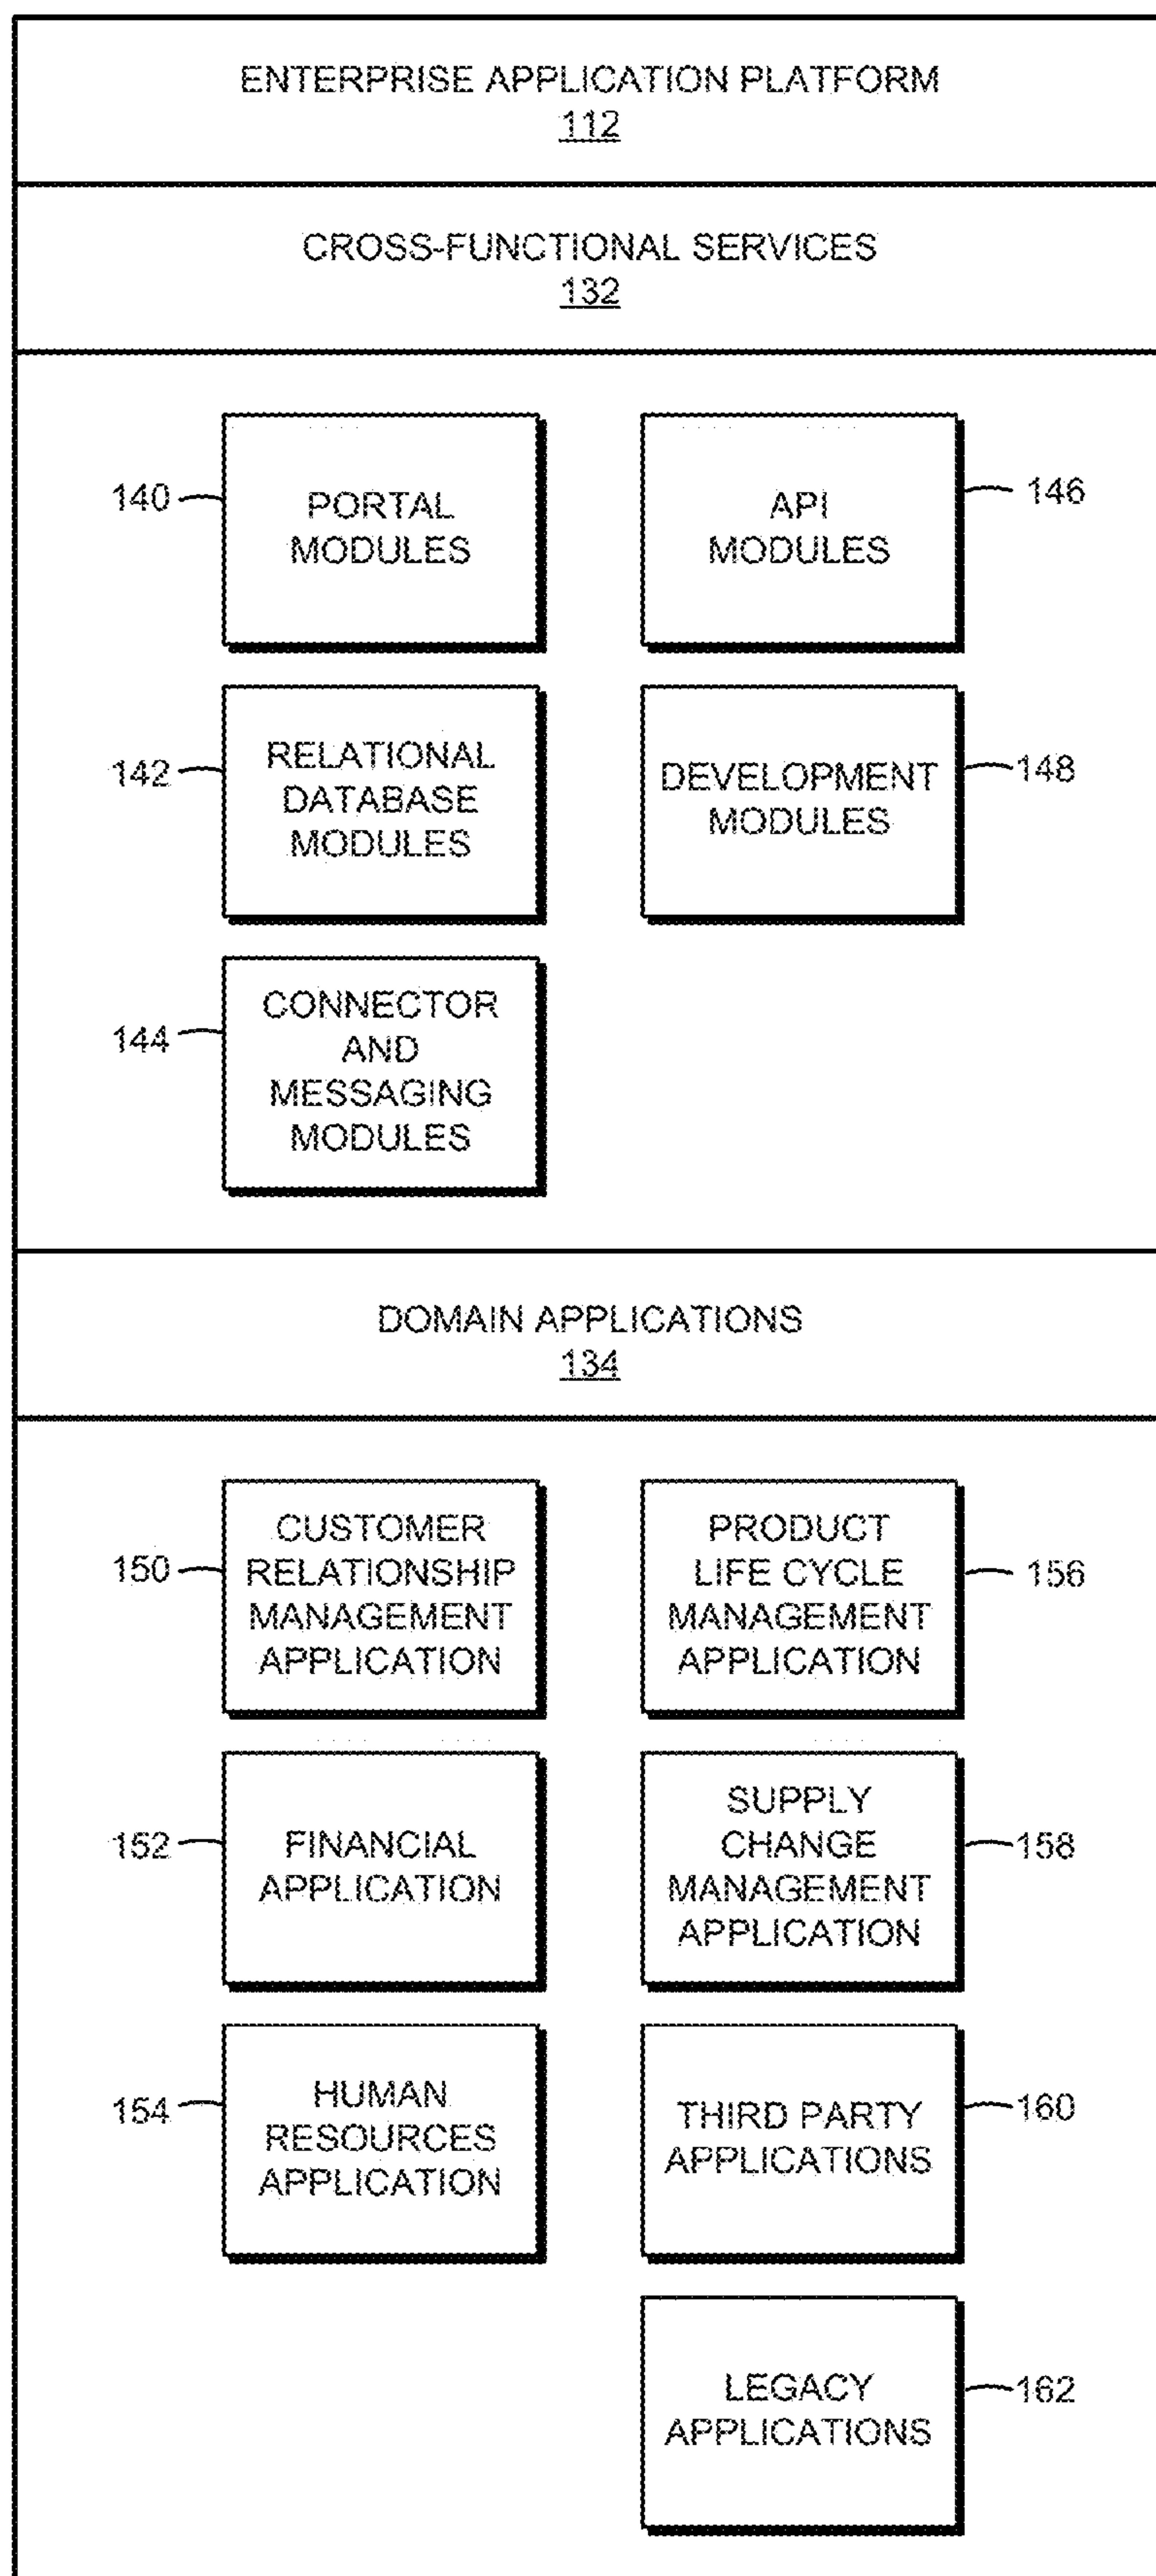 ENTERPRISE APPLICATION PLATFORM
112
CROSS-FUNCTIONAL SERVICES
132
140
PORTAL
MODULES
API
MODULES
146
142
RELATIONAL
DATABASE
MODULES
DEVELOPMENT
MODULES
148
144
CONNECTOR
AND
MESSAGING
MODULES
DOMAIN APPLICATIONS
134
150
CUSTOMER
RELATIONSHIP
MANAGEMENT
APPLICATION
PRODUCT
LIFE CYCLE
MANAGEMENT
APPLICATION
156
152
FINANCIAL
APPLICATION
SUPPLY
CHANGE
MANAGEMENT
APPLICATION
158
154
HUMAN
RESOURCES
APPLICATION
THIRD PARTY
APPLICATIONS
160
LEGACY
APPLICATIONS
162